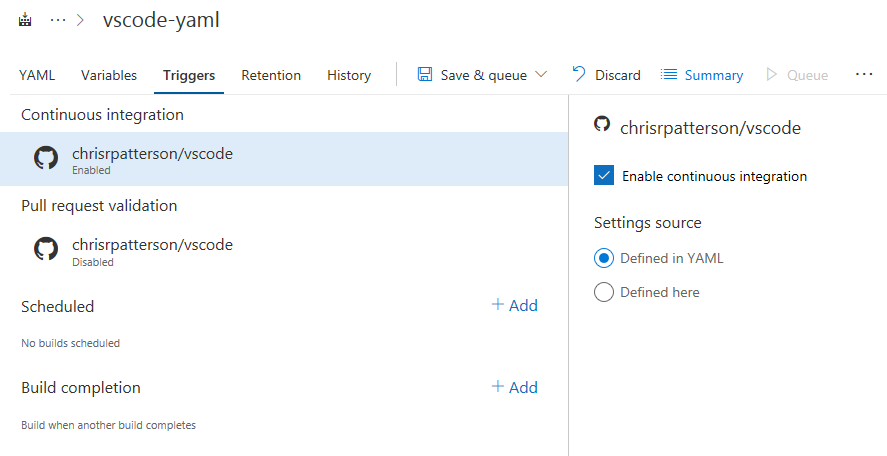 ··· > vscode-yaml
YAML Variables Triggers Retention History Save & queue Discard Summary Queue ···
Continuous integration
chrisrpatterson/vscode
Enabled
Pull request validation
chrisrpatterson/vscode
Disabled
Scheduled
+ Add
No builds scheduled
Build completion
+ Add
Build when another build completes
chrisrpatterson/vscode
Enable continuous integration
Settings source
Defined in YAML
Defined here